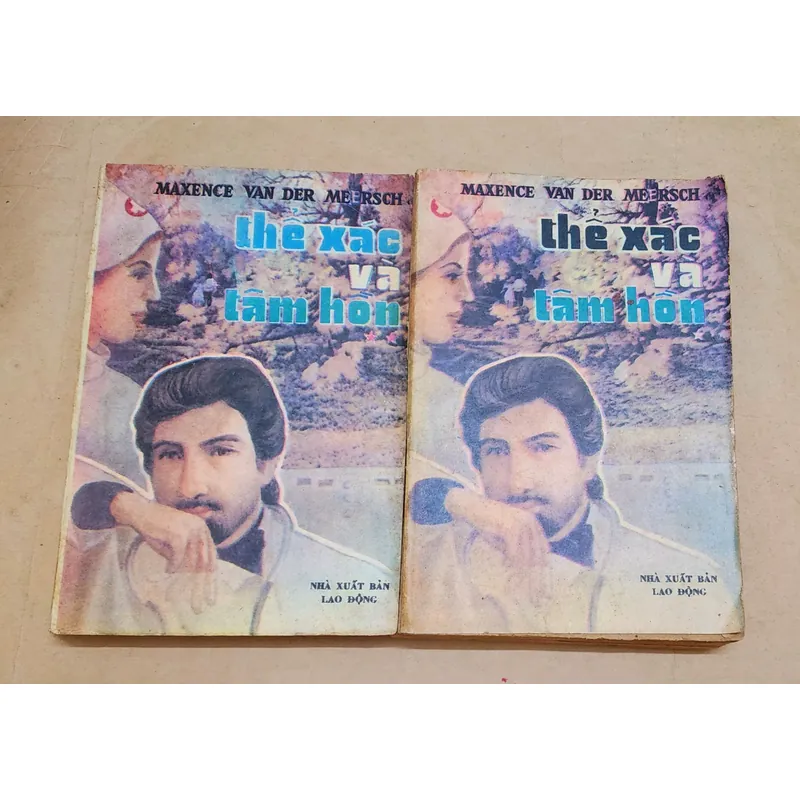 MAXENCE VAN DER MEERSCH
thể xác
và
tâm hồn
NHÀ XUẤT BẢN
LAO ĐỘNG
MAXENCE VAN DER MEERSCH
thể xác
và
tâm hồn
NHÀ XUẤT BẢN
LAO ĐỘNG